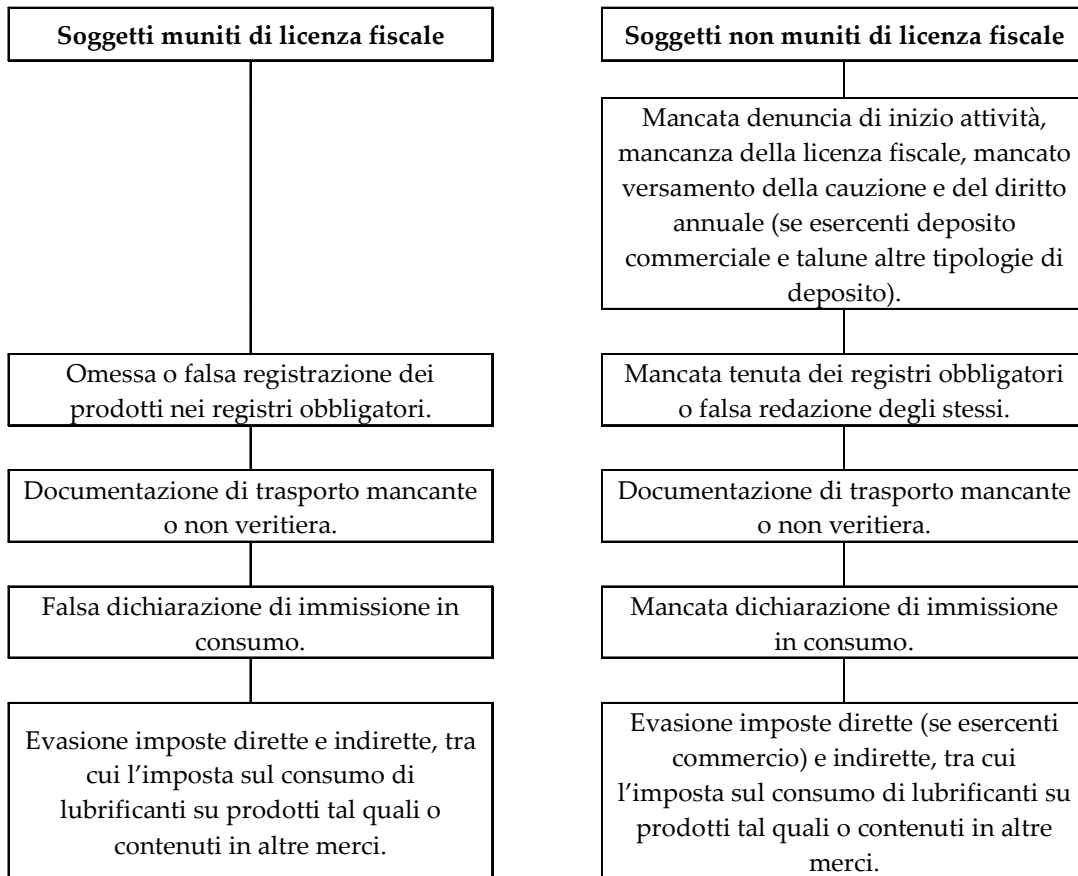 Soggetti muniti di licenza fiscale
Omessa o falsa registrazione dei
prodotti nei registri obbligatori.
Documentazione di trasporto mancante
o non veritiera.
Falsa dichiarazione di immissione in
consumo.
Evasione imposte dirette e indirette, tra
cui l’imposta sul consumo di
lubrificanti su prodotti tal quali o
contenuti in altre merci.
Soggetti non muniti di licenza fiscale
Mancata denuncia di inizio attività,
mancanza della licenza fiscale, mancato
versamento della cauzione e del diritto
annuale (se esercenti deposito
commerciale e talune altre tipologie di
deposito).
Mancata tenuta dei registri obbligatori
o falsa redazione degli stessi.
Documentazione di trasporto mancante
o non veritiera.
Mancata dichiarazione di immissione
in consumo.
Evasione imposte dirette (se esercenti
commercio) e indirette, tra cui
l’imposta sul consumo di lubrificanti su
prodotti tal quali o contenuti in altre
merci.